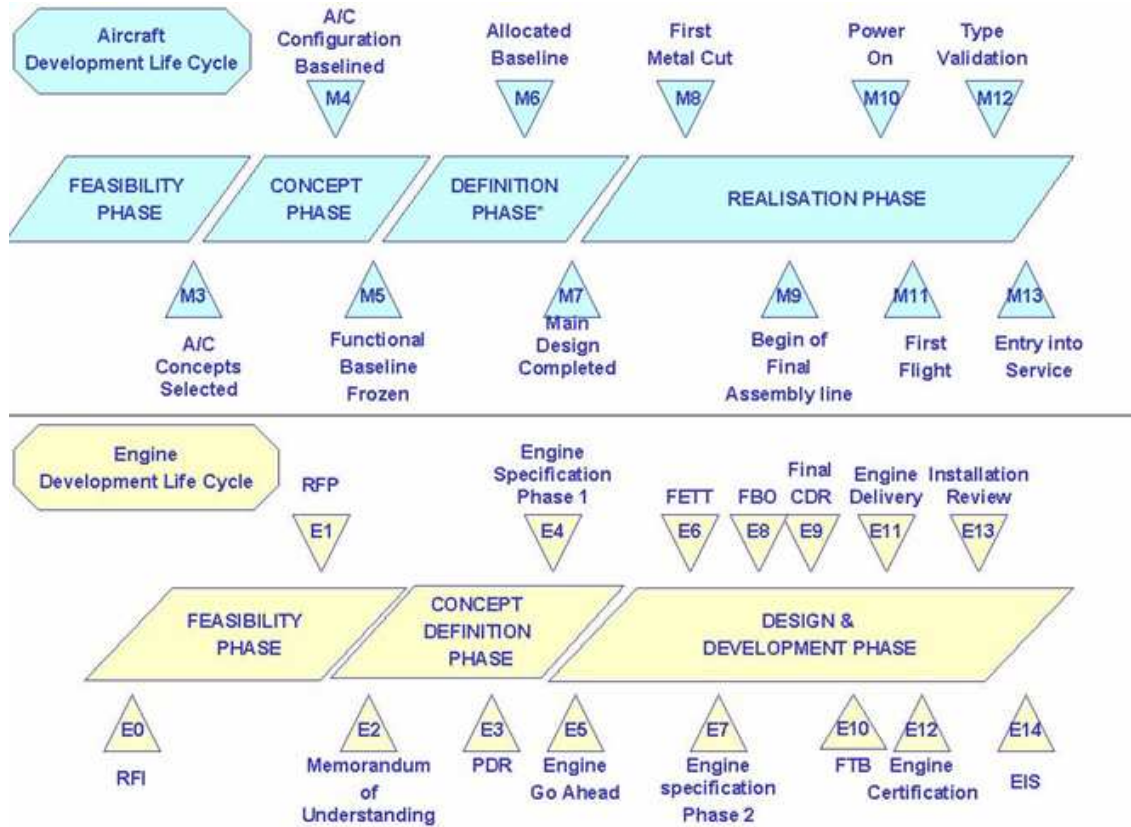 Aircraft
Development Life Cycle
A/C
Configuration
Baselined
Allocated
Baseline
First
Metal Cut
Power
On
Type
Validation
M4
M6
M8
M10
M12
FEASIBILITY
PHASE
CONCEPT
PHASE
DEFINITION
PHASE*
REALISATION PHASE
M3
M5
M7
M9
M11
M13
A/C
Concepts
Selected
Functional
Baseline
Frozen
Main
Design
Completed
Begin of
Final
Assembly line
First
Flight
Entry into
Service
Engine
Development Life Cycle
RFP
Engine
Specification
Phase 1
FETT
FBO
Final
CDR
Engine
Delivery
Installation
Review
E1
E4
E6
E8
E9
E11
E13
FEASIBILITY
PHASE
CONCEPT
DEFINITION
PHASE
DESIGN &
DEVELOPMENT PHASE
E0
E2
E3
E5
E7
E10
E12
E14
RFI
Memorandum
of
Understanding
PDR
Engine
Go Ahead
Engine
specification
Phase 2
FTB
Engine
Certification
EIS